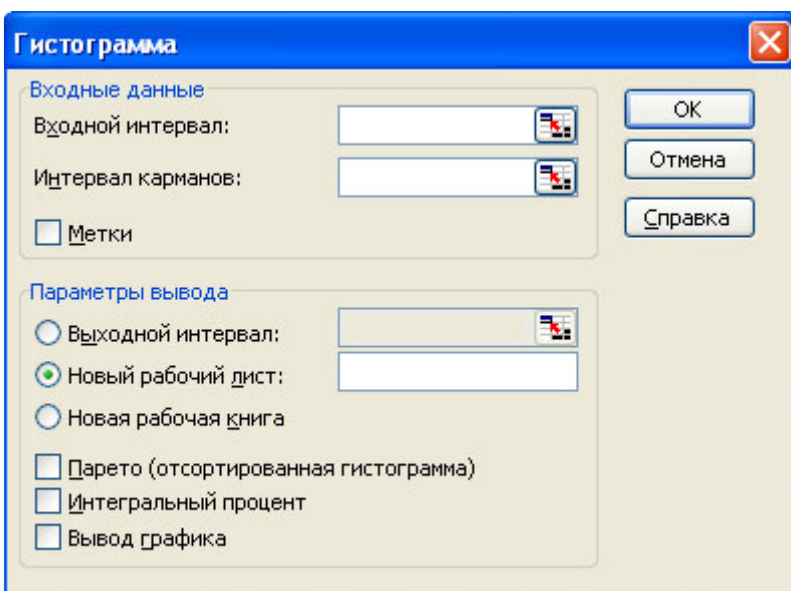 Гистограмма
Входные данные
Входной интервал:
Интервал карманов:
Метки
OK
Отмена
Справка
Параметры вывода
Выходной интервал:
Новый рабочий лист:
Новая рабочая книга
Парето (отсортированная гистограмма)
Интегральный процент
Вывод графика